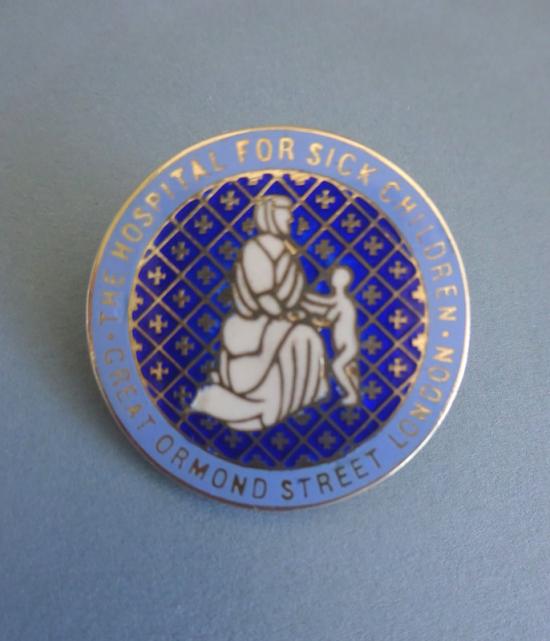 THE HOSPITAL FOR SICK CHILDREN
GREAT ORMOND STREET LONDON